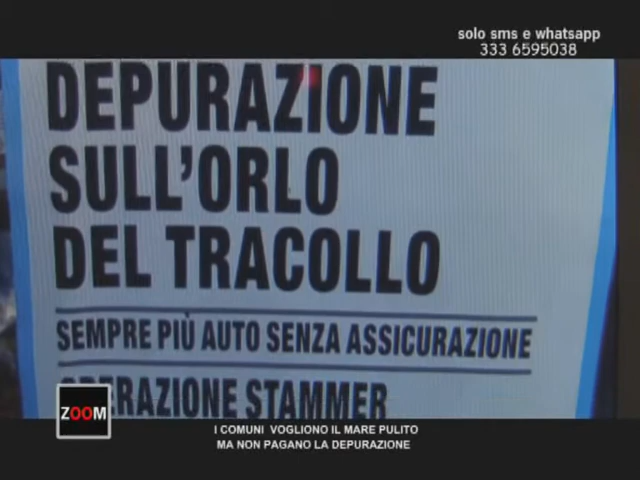 solo sms e whatsapp
333 6595038
DEPURAZIONE
SULL'ORLO
DEL TRACOLLO
SEMPRE PIÙ AUTO SENZA ASSICURAZIONE
OPERAZIONE STAMMER
ZOOM
I COMUNI VOGLIONO IL MARE PULITO
MA NON PAGANO LA DEPURAZIONE